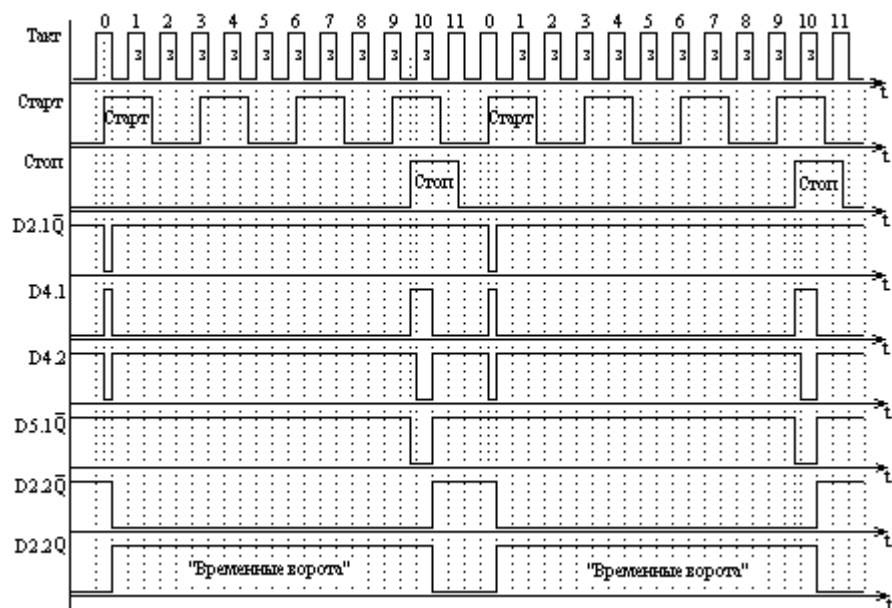 0 1 2 3 4 5 6 7 8 9 10 11 0 1 2 3 4 5 6 7 8 9 10 11
Такт
з з з з з з з з з з з з з з з з з з з з
t
Старт
Старт Старт
t
Стоп
Стоп Стоп
t
D2.1Q̅
t
D4.1
t
D4.2
t
D5.1Q̅
t
D2.2Q̅
t
D2.2Q
"Временные ворота" "Временные ворота"
t